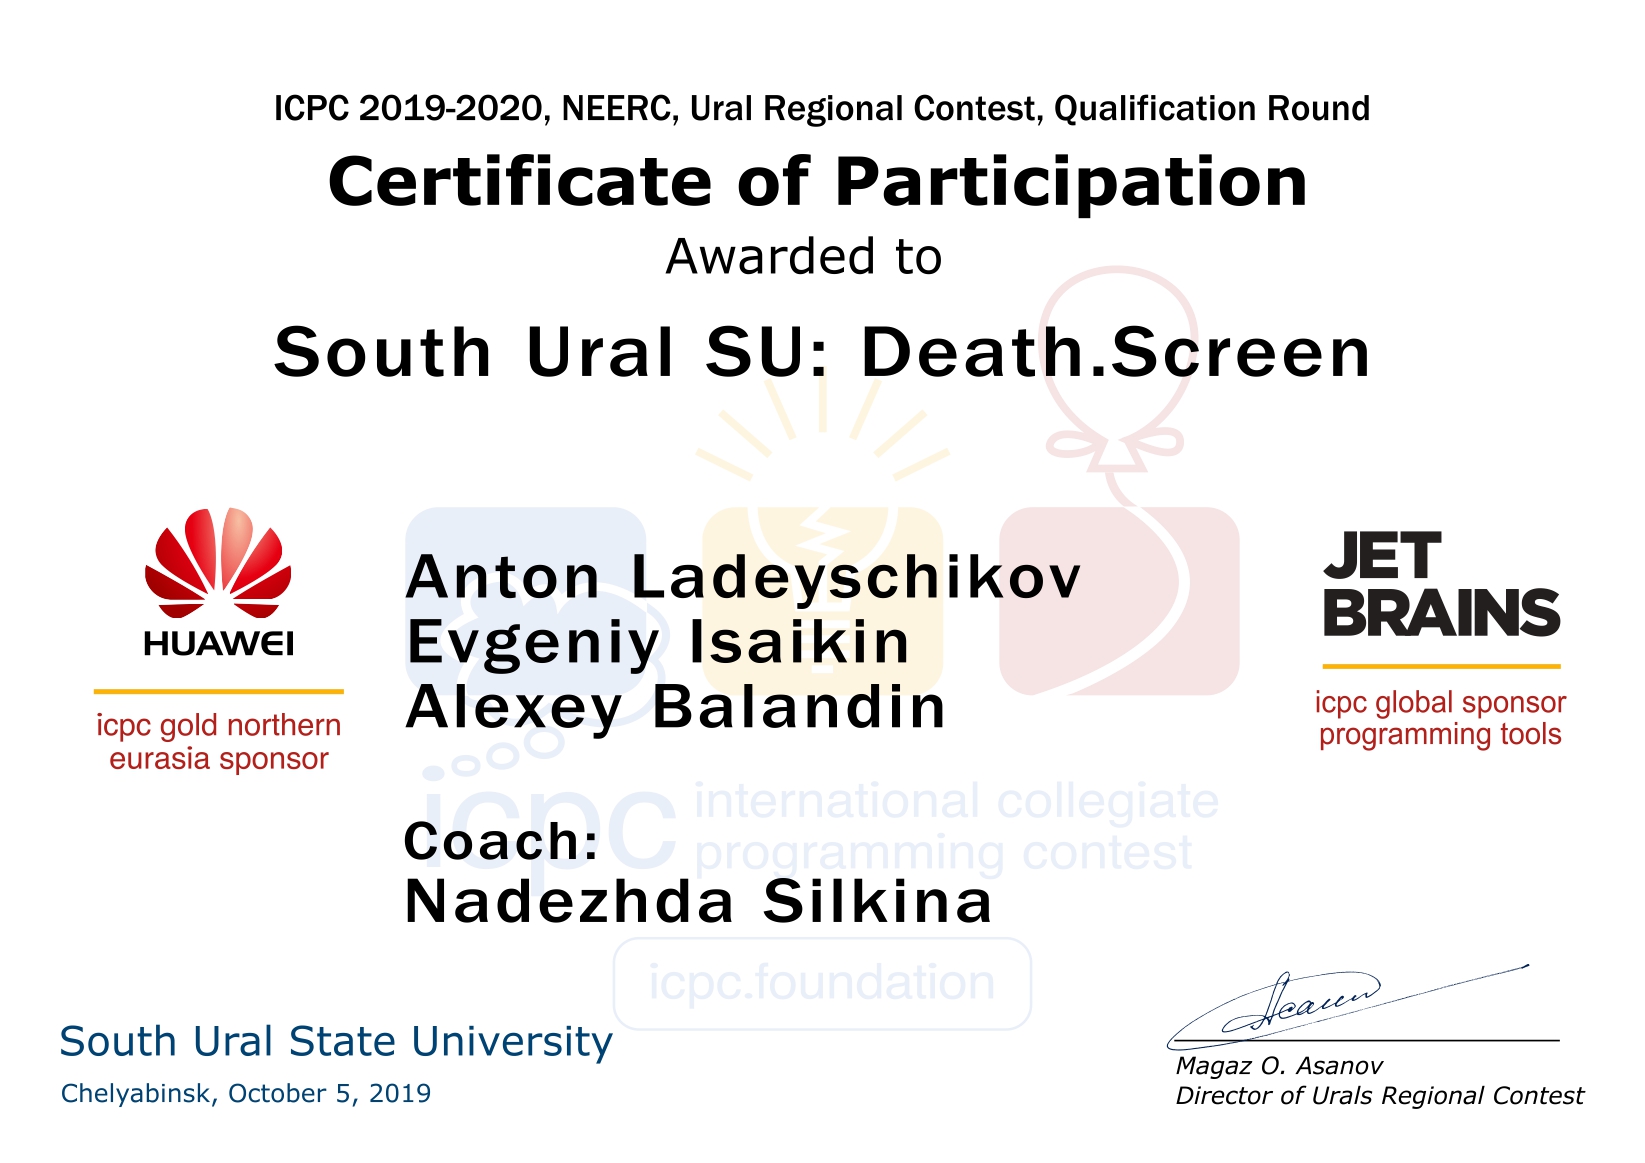 ICPC 2019-2020, NEERC, Ural Regional Contest, Qualification Round
Certificate of Participation
Awarded to
South Ural SU: Death.Screen
HUAWEI
icpc gold northern
eurasia sponsor
Anton Ladeyschikov
Evgeniy Isaikin
Alexey Balandin
JET
BRAINS
icpc global sponsor
programming tools
icpc international collegiate
programming contest
Coach:
Nadezhda Silkina
icpc.foundation
South Ural State University
Chelyabinsk, October 5, 2019
Magaz O. Asanov
Director of Urals Regional Contest